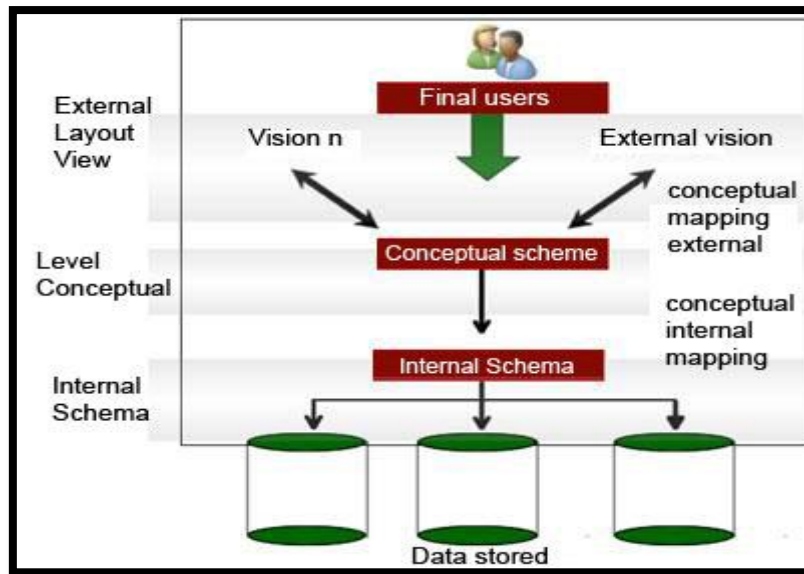 Final users
External
Layout
View
Vision n
External vision
conceptual
mapping
external
Level
Conceptual
Conceptual scheme
conceptual
internal
mapping
Internal
Schema
Internal Schema
Data stored